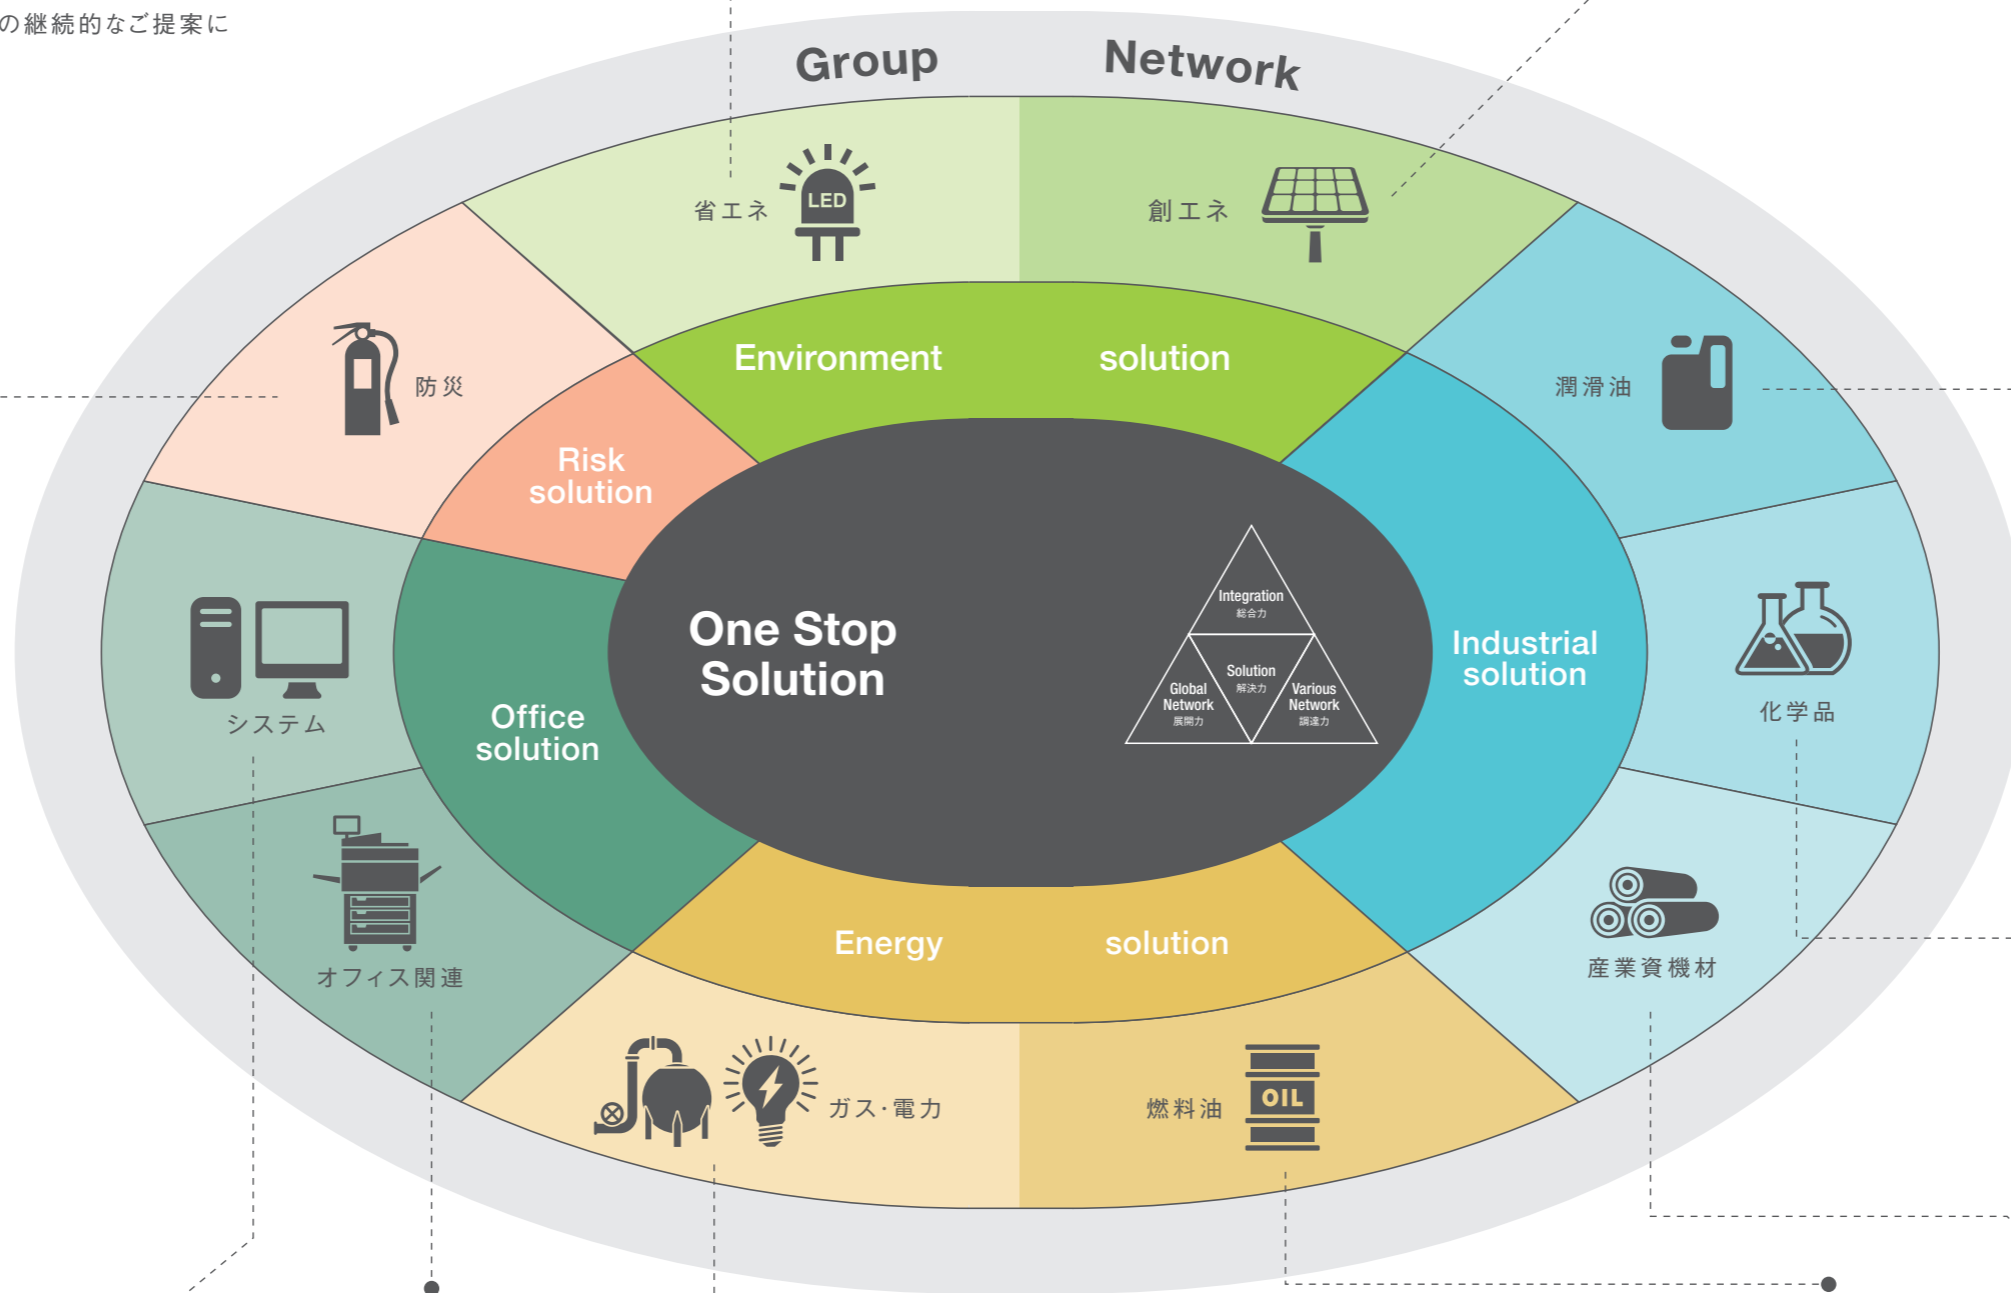 の継続的なご提案に
Group Network
省エネ
LED
創エネ
Environment solution
防災
潤滑油
Risk
solution
One Stop
Solution
Integration
総合力
Solution
解決力
Global
Network
展開力
Various
Network
調達力
Industrial
solution
システム
Office
solution
化学品
オフィス関連
Energy solution
産業資機材
ガス・電力
燃料油
OIL